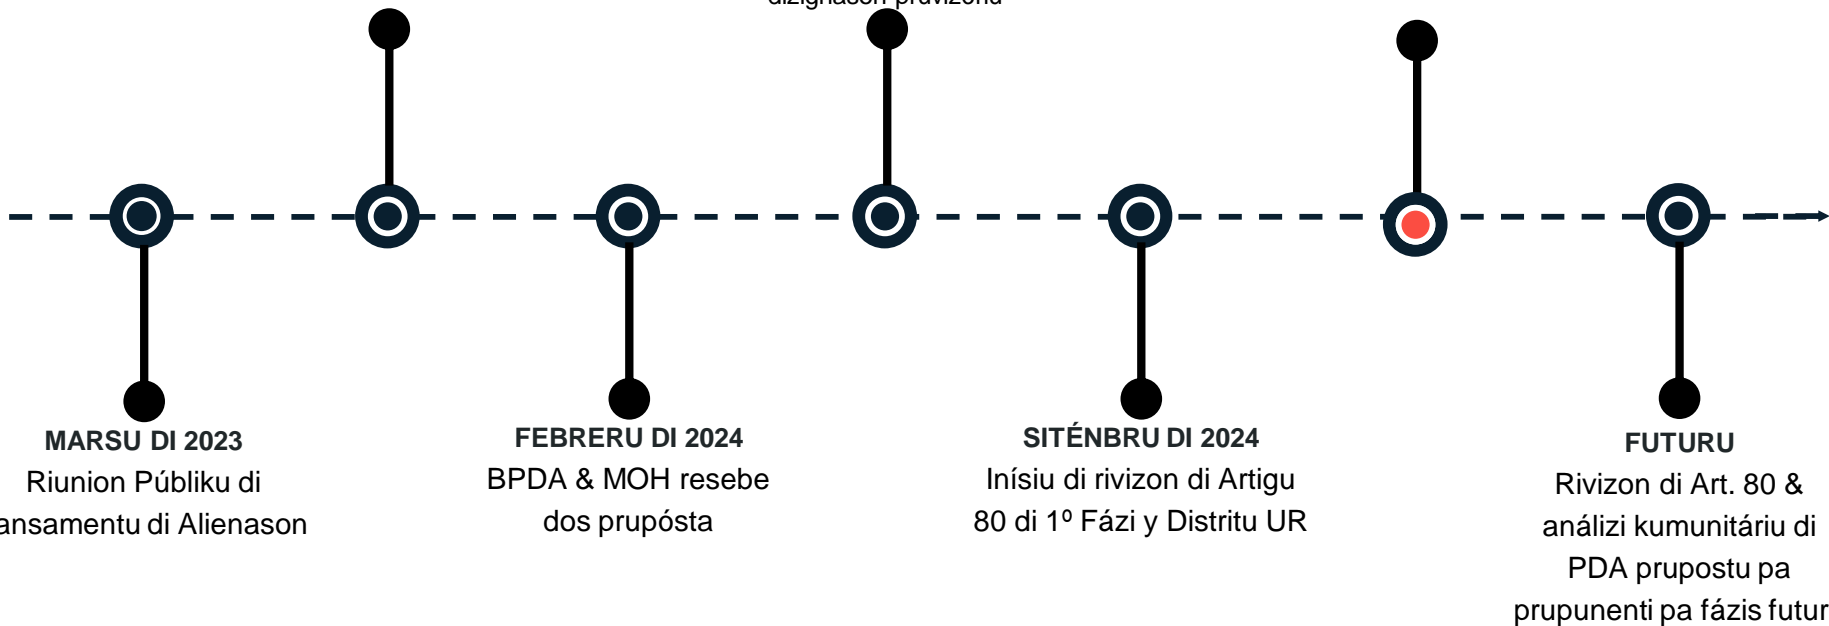 dizignason pruvizóriu
MARSU DI 2023
Riunion Públiku di
ansamentu di Alienason
FEBRERU DI 2024
BPDA & MOH resebe
dos prupósta
SITÉNBRU DI 2024
Inísiu di rivizon di Artigu
80 di 1º Fázi y Distritu UR
FUTURU
Rivizon di Art. 80 &
análizi kumunitáriu di
PDA prupostu pa
prupunenti pa fázis futur